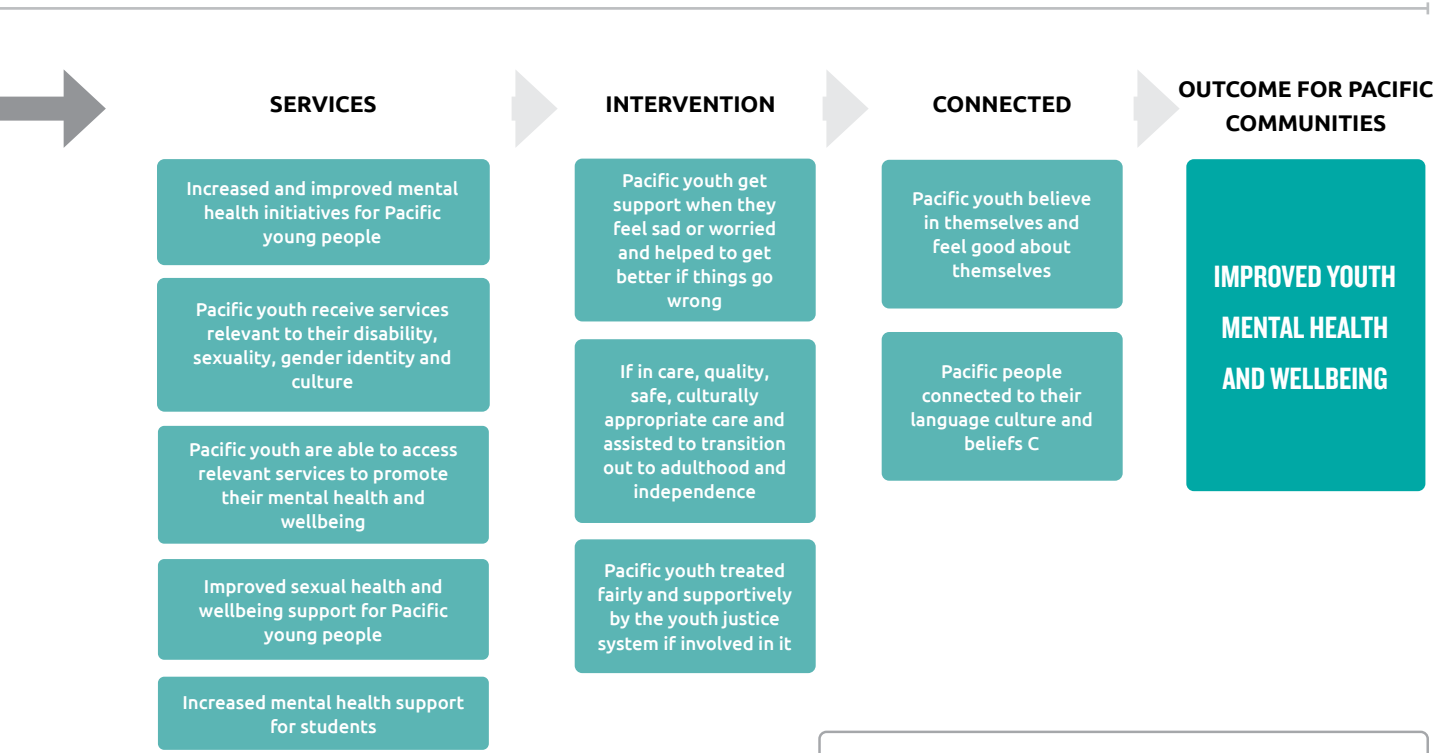 SERVICES
Increased and improved mental
health initiatives for Pacific
young people
Pacific youth receive services
relevant to their disability,
sexuality, gender identity and
culture
Pacific youth are able to access
relevant services to promote
their mental health and
wellbeing
Improved sexual health and
wellbeing support for Pacific
young people
Increased mental health support
for students
INTERVENTION
Pacific youth get
support when they
feel sad or worried
and helped to get
better if things go
wrong
If in care, quality,
safe, culturally
appropriate care and
assisted to transition
out to adulthood and
independence
Pacific youth treated
fairly and supportively
by the youth justice
system if involved in it
CONNECTED
Pacific youth believe
in themselves and
feel good about
themselves
Pacific people
connected to their
language culture and
beliefs C
OUTCOME FOR PACIFIC
COMMUNITIES
IMPROVED YOUTH
MENTAL HEALTH
AND WELLBEING